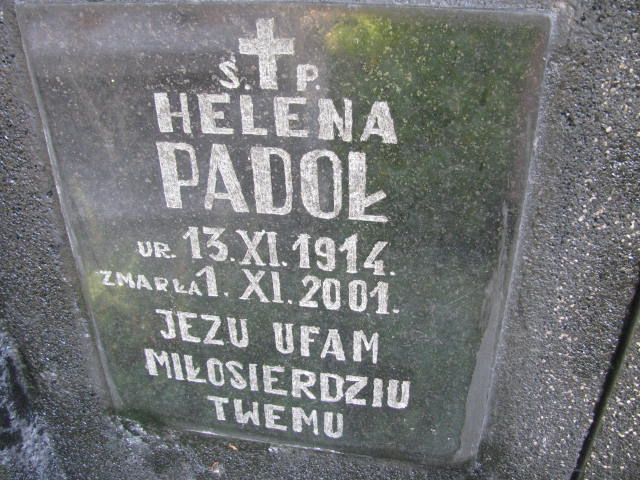 Ś. P.
HELENA
PADOŁ
UR. 13.XI.1914.
ZMARŁA 1.XI.2001.
JEZU UFAM
MIŁOSIERDZIU
TWEMU